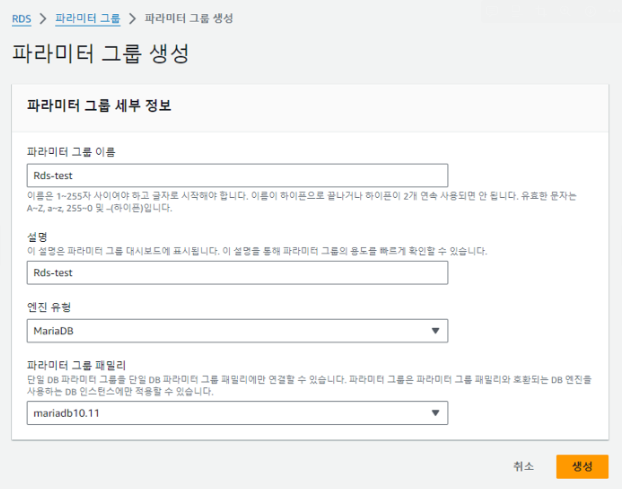 RDS > 파라미터 그룹 > 파라미터 그룹 생성
파라미터 그룹 생성
파라미터 그룹 세부 정보
파라미터 그룹 이름
Rds-test
이름은 1~255자 사이여야 하고 글자로 시작해야 합니다. 이름이 하이픈으로 끝나거나 하이픈이 2개 연속 사용되면 안 됩니다. 유효한 문자는
A~Z, a~z, 255~0 및 -(하이픈)입니다.
설명
이 설명은 파라미터 그룹 대시보드에 표시됩니다. 이 설명을 통해 파라미터 그룹의 용도를 빠르게 확인할 수 있습니다.
Rds-test
엔진 유형
MariaDB
파라미터 그룹 패밀리
단일 DB 파라미터 그룹을 단일 DB 파라미터 그룹 패밀리에만 연결할 수 있습니다. 파라미터 그룹은 파라미터 그룹 패밀리와 호환되는 DB 엔진을
사용하는 DB 인스턴스에만 적용할 수 있습니다.
mariadb10.11
취소 생성